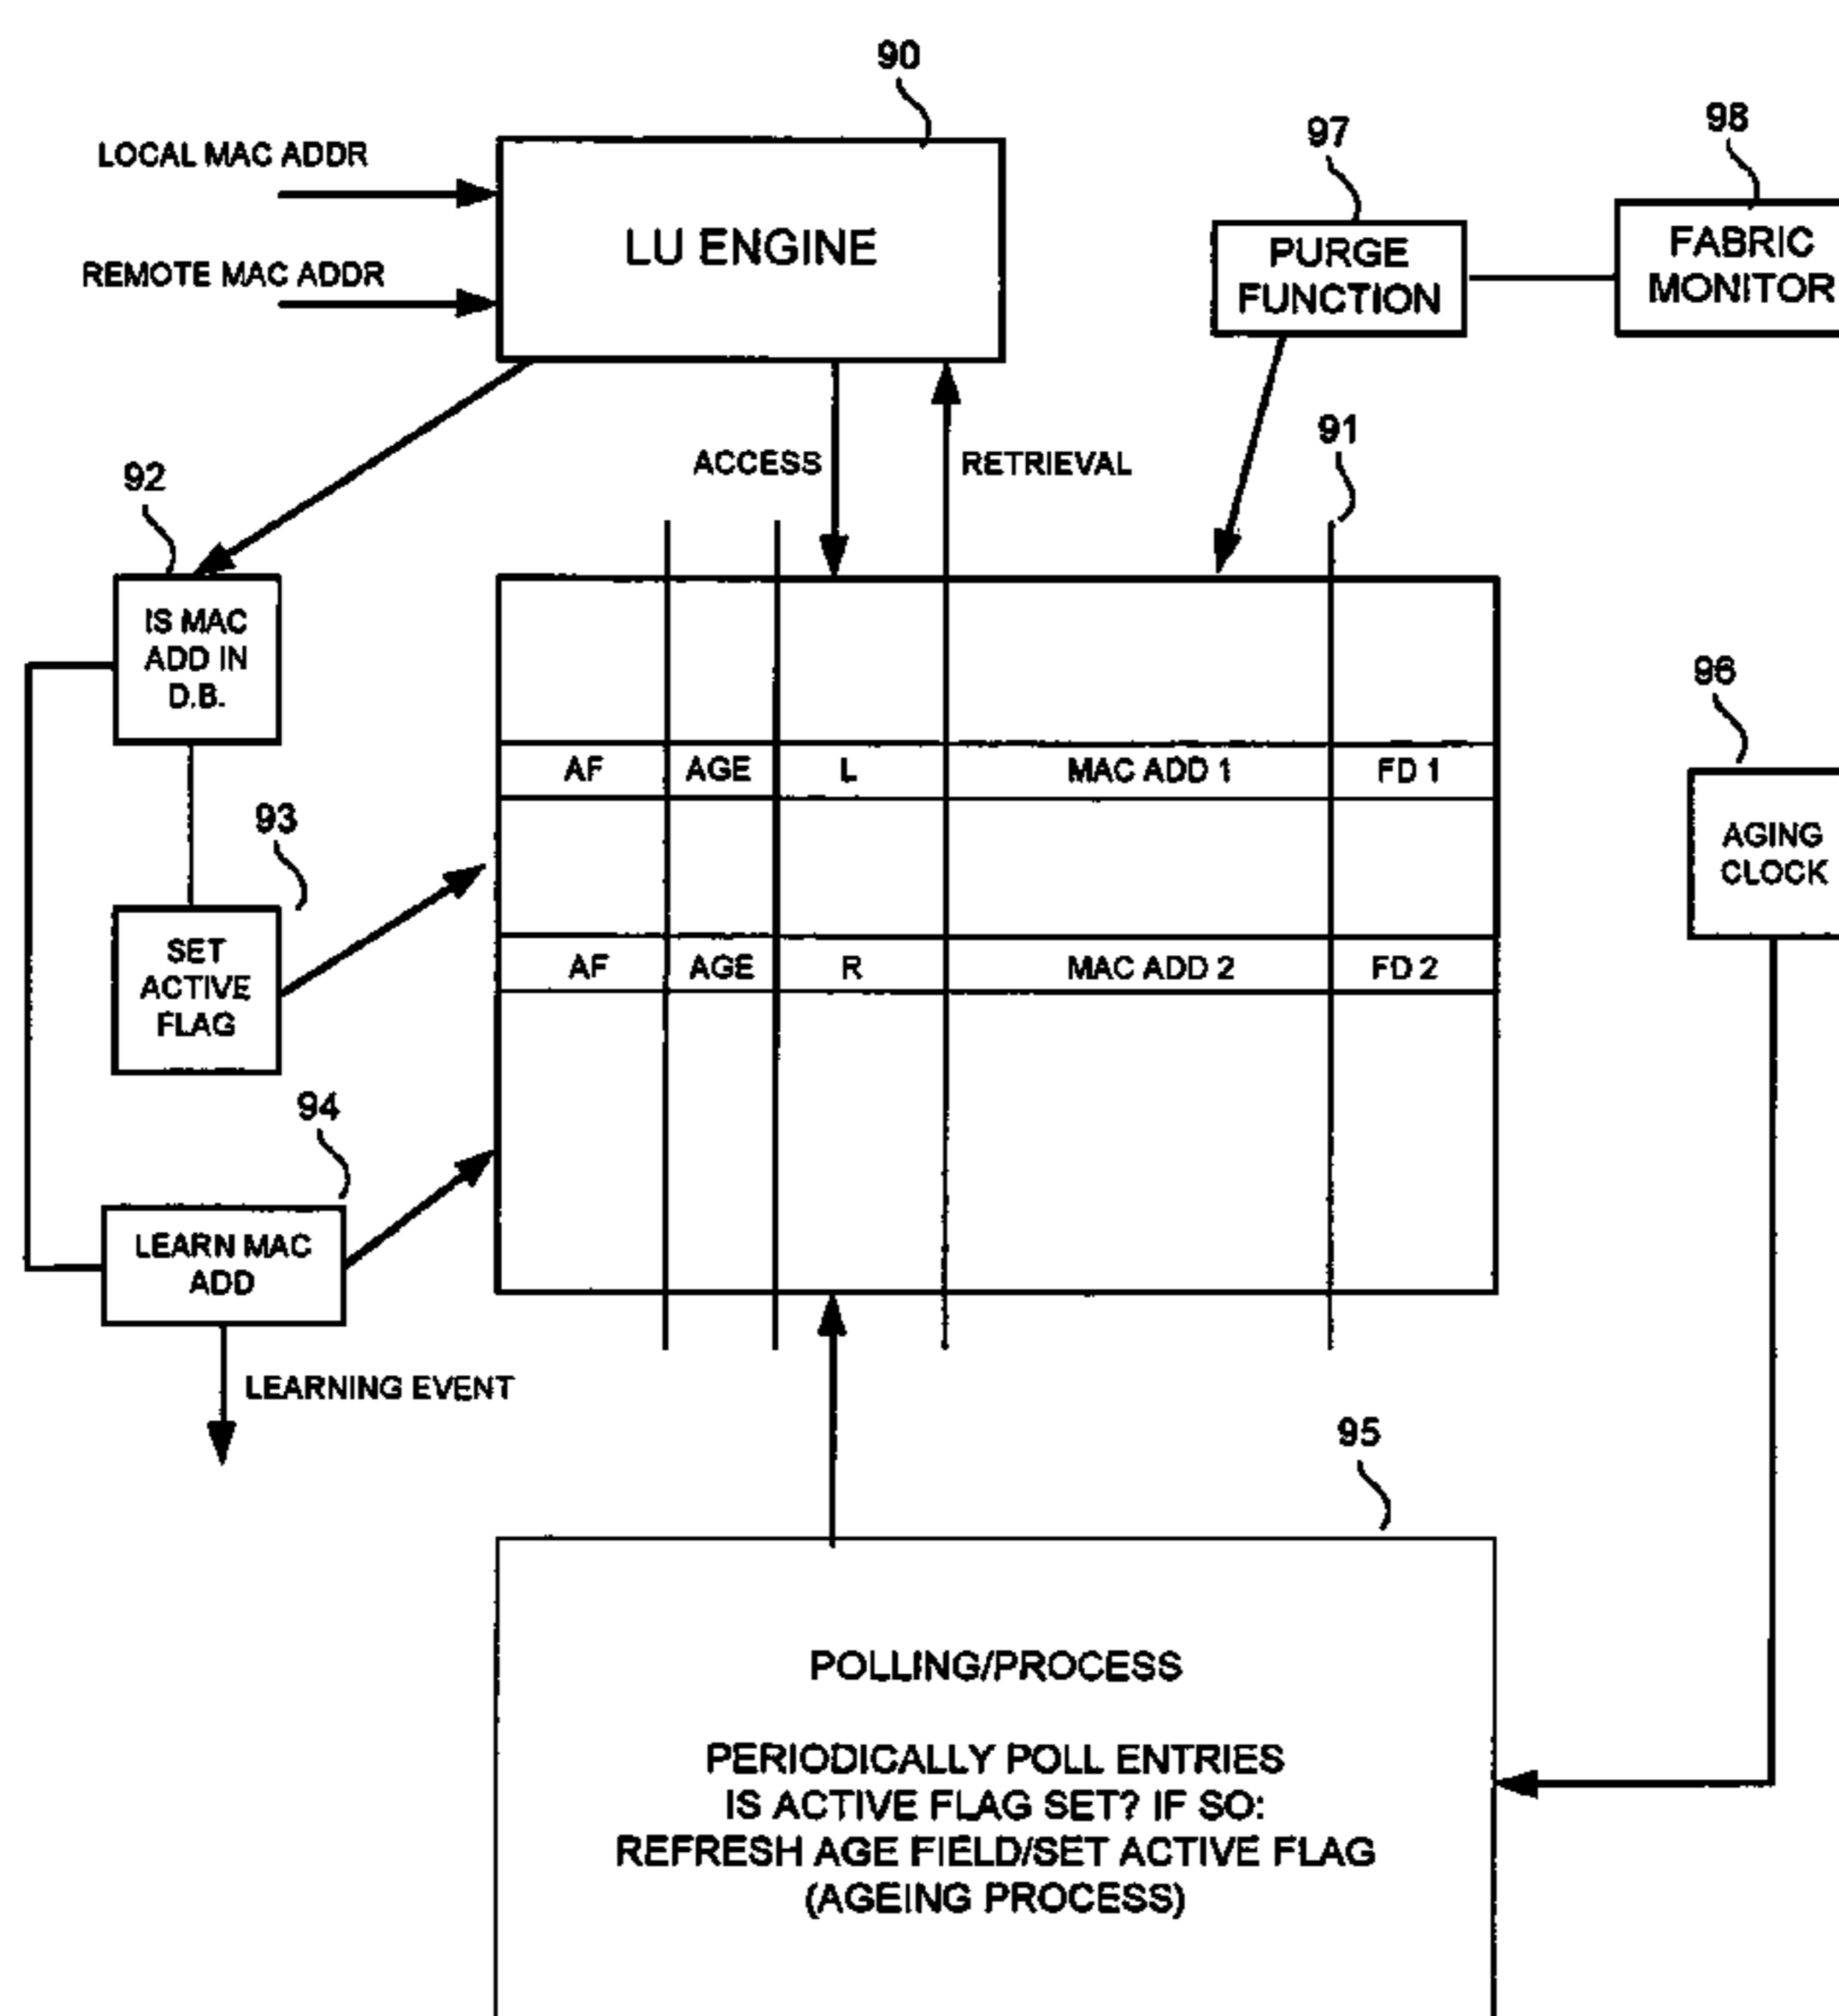 90
LOCAL MAC ADDR
REMOTE MAC ADDR
LU ENGINE
97
PURGE
FUNCTION
98
FABRIC
MONITOR
ACCESS
RETRIEVAL
91
92
IS MAC
ADD IN
D.B.
AF AGE L MAC ADD 1 FD 1
96
AGING
CLOCK
93
SET
ACTIVE
FLAG
AF AGE R MAC ADD 2 FD 2
94
LEARN MAC
ADD
LEARNING EVENT
95
POLLING/PROCESS
PERIODICALLY POLL ENTRIES
IS ACTIVE FLAG SET? IF SO:
REFRESH AGE FIELD/SET ACTIVE FLAG
(AGEING PROCESS)